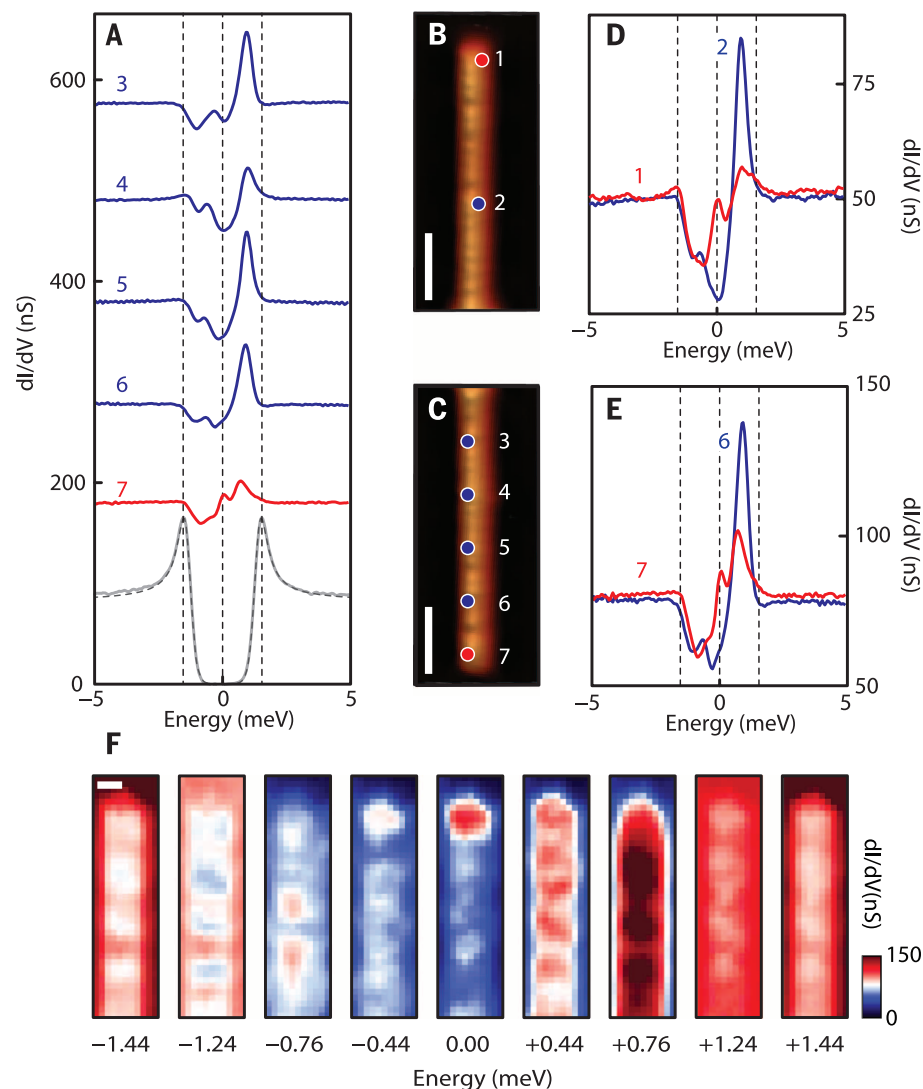 A
600
400
200
0
dI/dV (nS)
3
4
5
6
7
−5
0
5
Energy (meV)
B
1
2
C
3
4
5
6
7
D
2
1
75
50
25
dI/dV (nS)
−5
0
5
Energy (meV)
E
6
7
150
100
50
dI/dV (nS)
−5
0
5
Energy (meV)
F
−1.44 −1.24 −0.76 −0.44 0.00 +0.44 +0.76 +1.24 +1.44
Energy (meV)
dI/dV(nS)
150
0